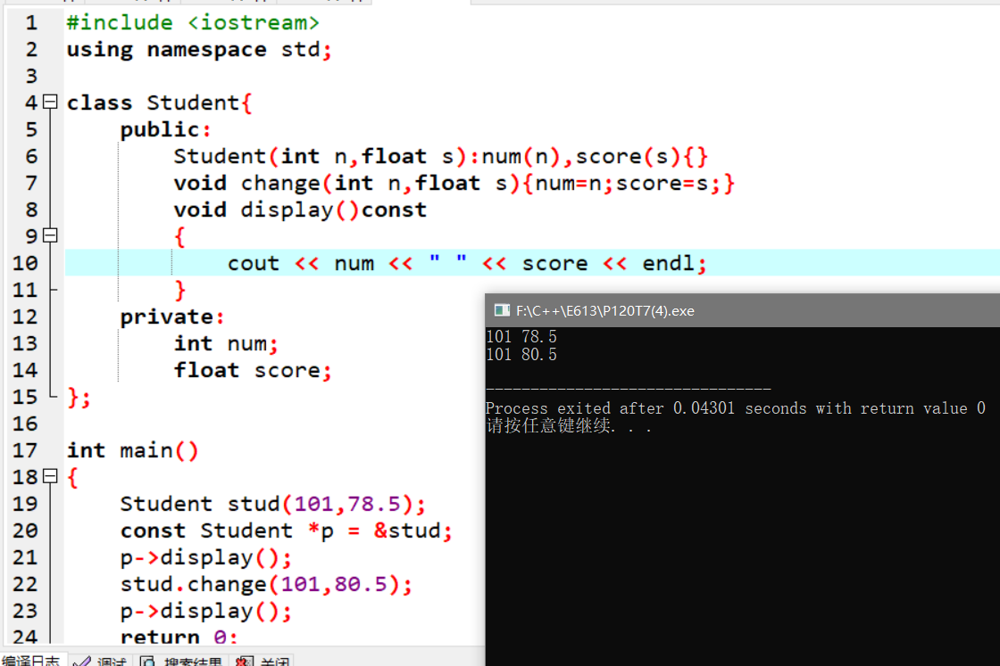 1 #include <iostream>
2 using namespace std;
3
4 class Student{
5 public:
6 Student(int n,float s):num(n),score(s){}
7 void change(int n,float s){num=n;score=s;}
8 void display()const
9 {
10 cout << num << " " << score << endl;
11 }
12 private:
13 int num;
14 float score;
15 };
16
17 int main()
18 {
19 Student stud(101,78.5);
20 const Student *p = &stud;
21 p->display();
22 stud.change(101,80.5);
23 p->display();
24 return 0;
F:\C++\E613\P120T7(4).exe
101 78.5
101 80.5
--------------------------------
Process exited after 0.04301 seconds with return value 0
请按任意键继续. . .
编译日志 调试 搜索结果 关闭